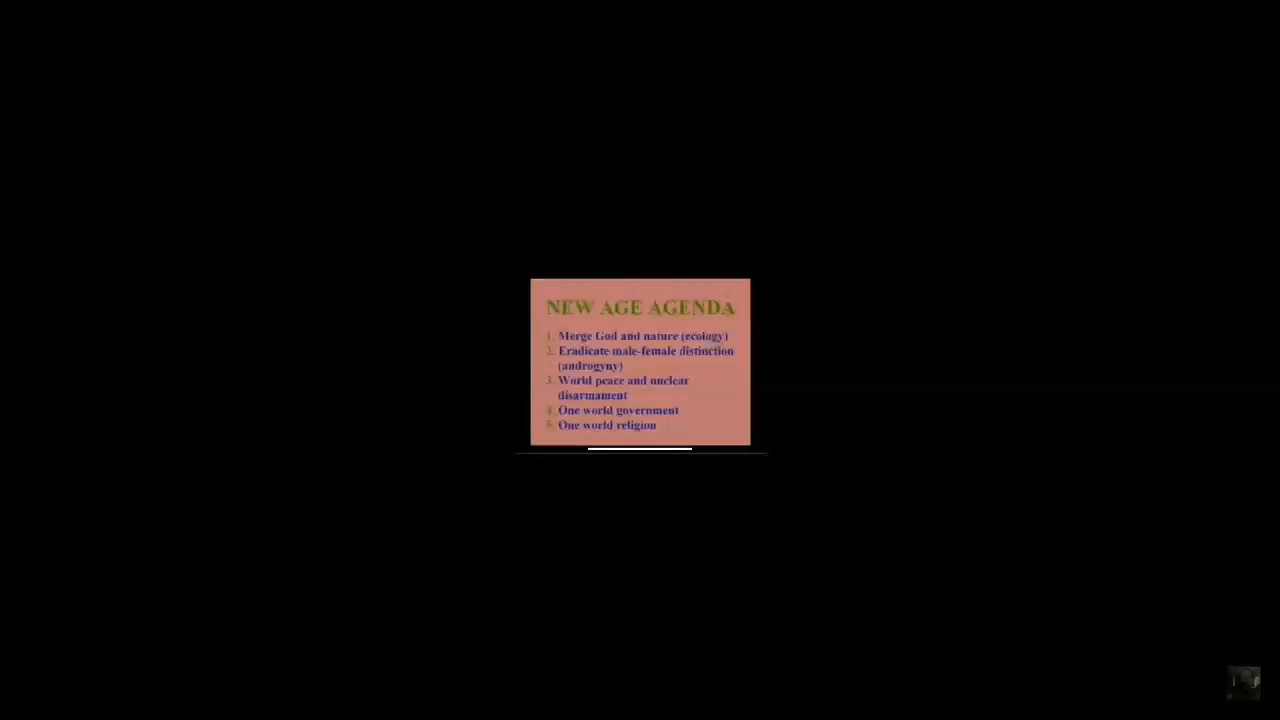 NEW AGE AGENDA
1. Merge God and nature (ecology)
2. Eradicate male-female distinction
(androgyny)
3. World peace and nuclear
disarmament
4. One world government
5. One world religion